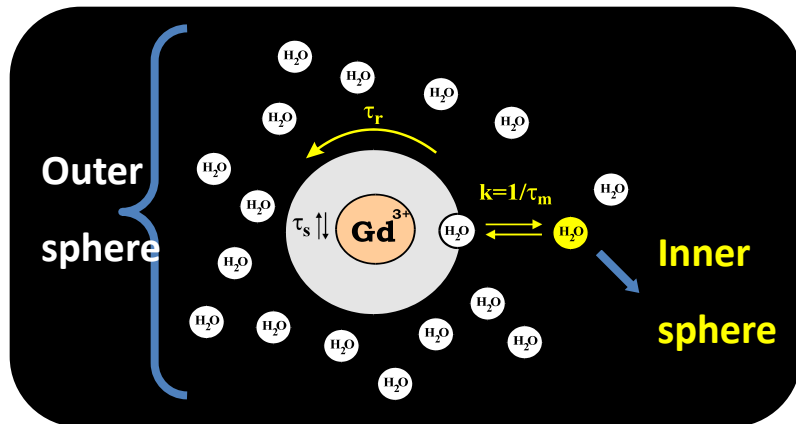 H₂O
H₂O
H₂O
H₂O
H₂O
τr
Outer
sphere
H₂O
H₂O
k=1/τm
H₂O
τs
Gd³⁺
H₂O
H₂O
Inner
sphere
H₂O
H₂O
H₂O
H₂O
H₂O
H₂O
H₂O
H₂O